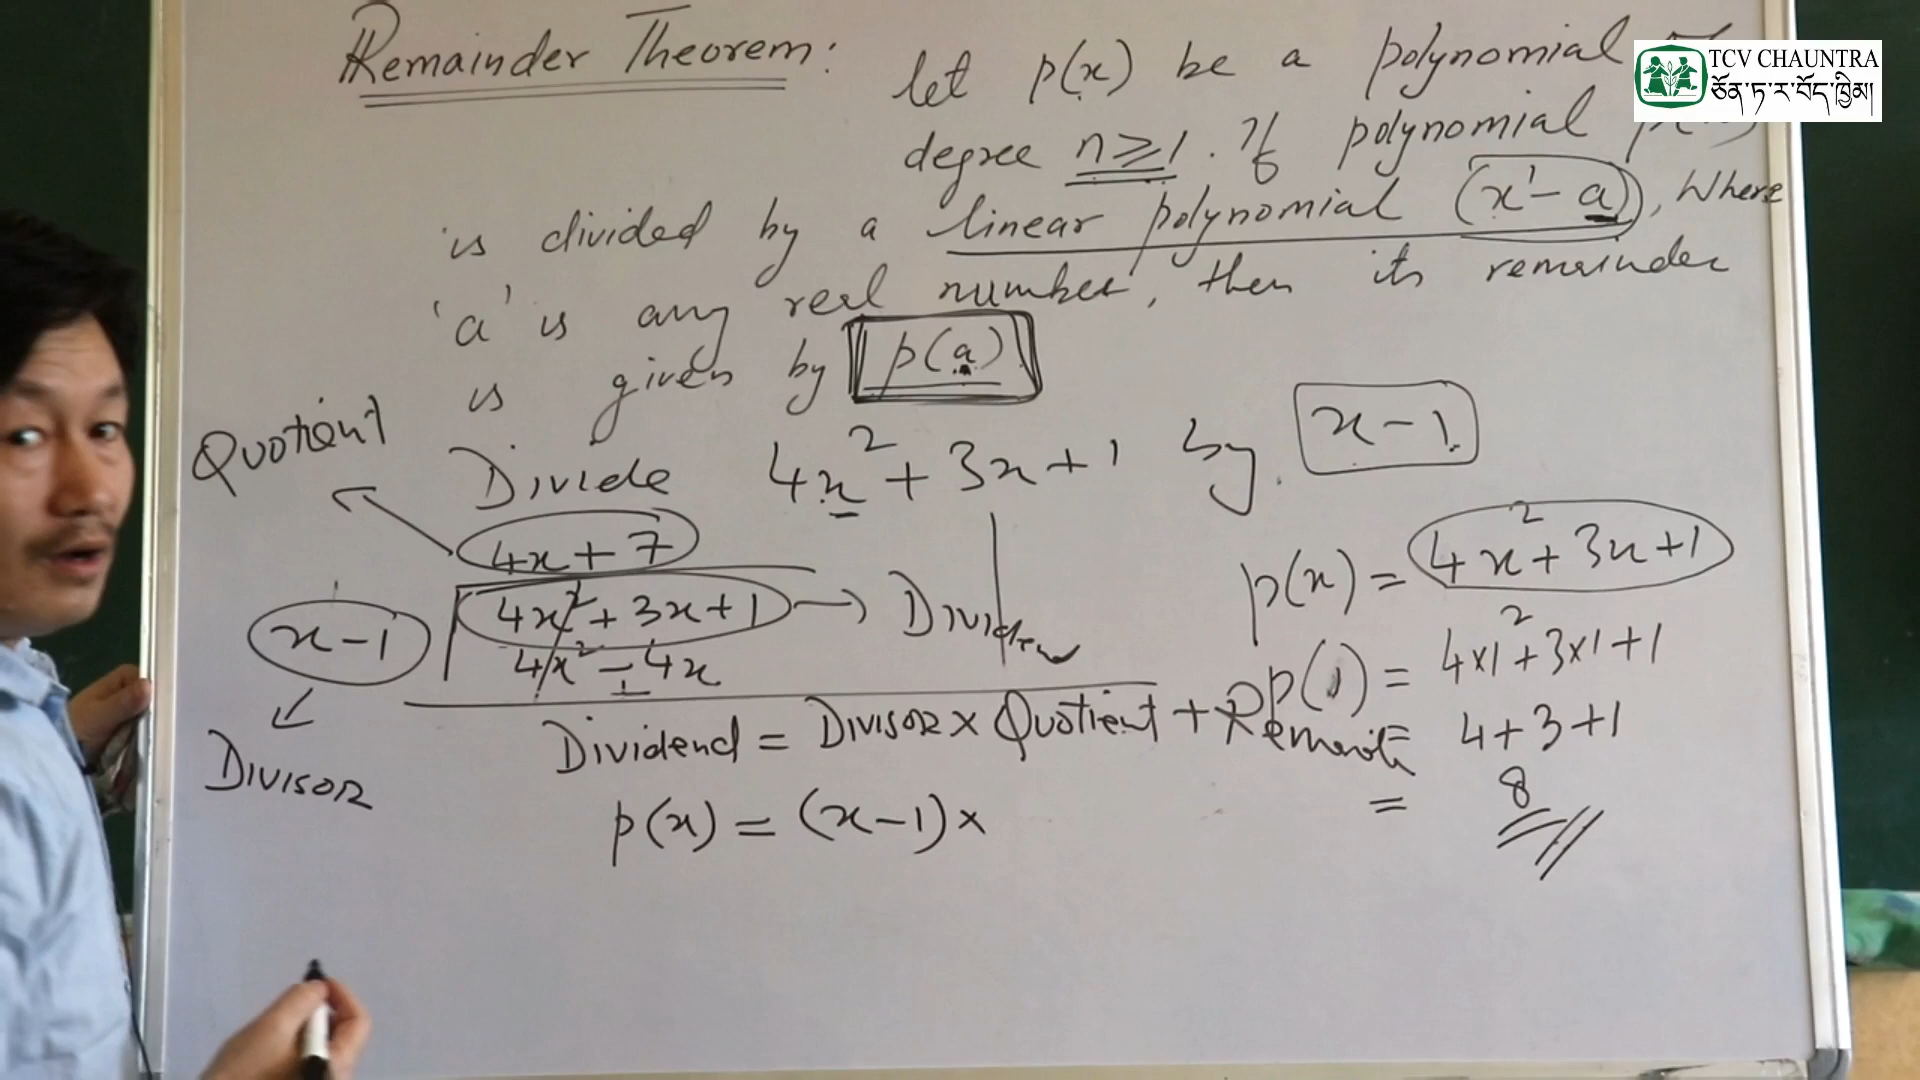 Remainder Theorem: let p(x) be a polynomial
TCV CHAUNTRA
ཅོན་ཏ་ར་བོད་ཁྱིམ།
degree n≥1. If polynomial
is divided by a linear polynomial (x¹-a), Where
'a' is any real number, then its remainder
is given by p(a)
Quotient
Divide 4x²+3x+1 by x-1
4x+7
x-1
4x²+3x+1 →
4x²-4x
Divisor
Dividend = Divisor × Quotient +
p(x) = (x-1)×
p(x) = 4x²+3x+1
p(1) = 4×1²+3×1+1
= 4+3+1
= 8